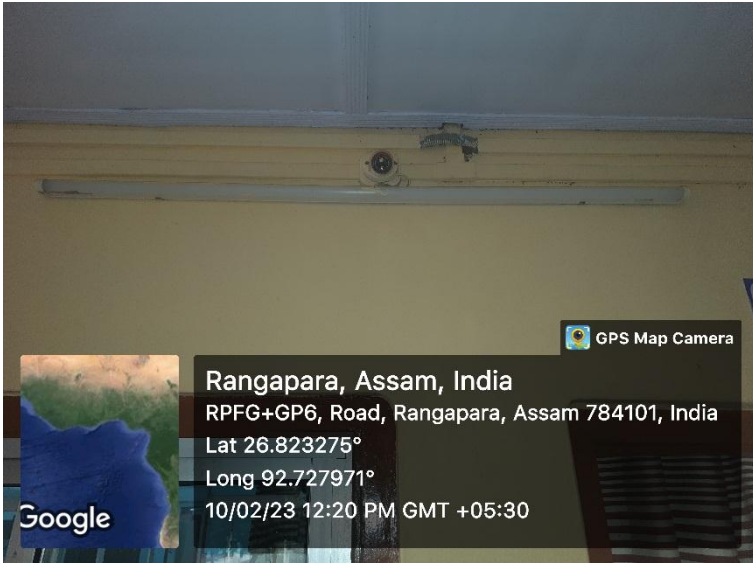 GPS Map Camera
Rangapara, Assam, India
RPFG+GP6, Road, Rangapara, Assam 784101, India
Lat 26.823275°
Long 92.727971°
10/02/23 12:20 PM GMT +05:30
Google